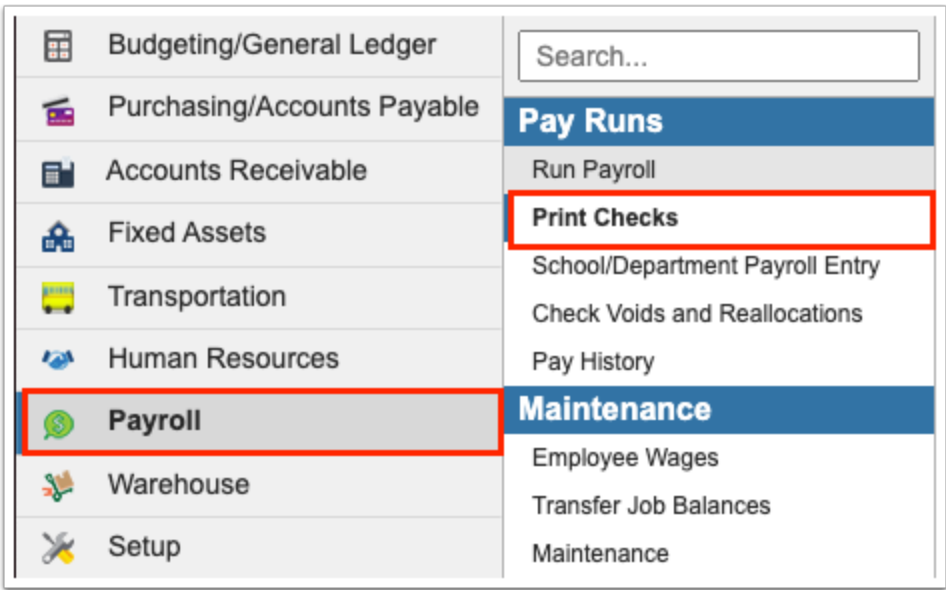 Budgeting/General Ledger
Purchasing/Accounts Payable
Accounts Receivable
Fixed Assets
Transportation
Human Resources
Payroll
Warehouse
Setup
Search...
Pay Runs
Run Payroll
Print Checks
School/Department Payroll Entry
Check Voids and Reallocations
Pay History
Maintenance
Employee Wages
Transfer Job Balances
Maintenance